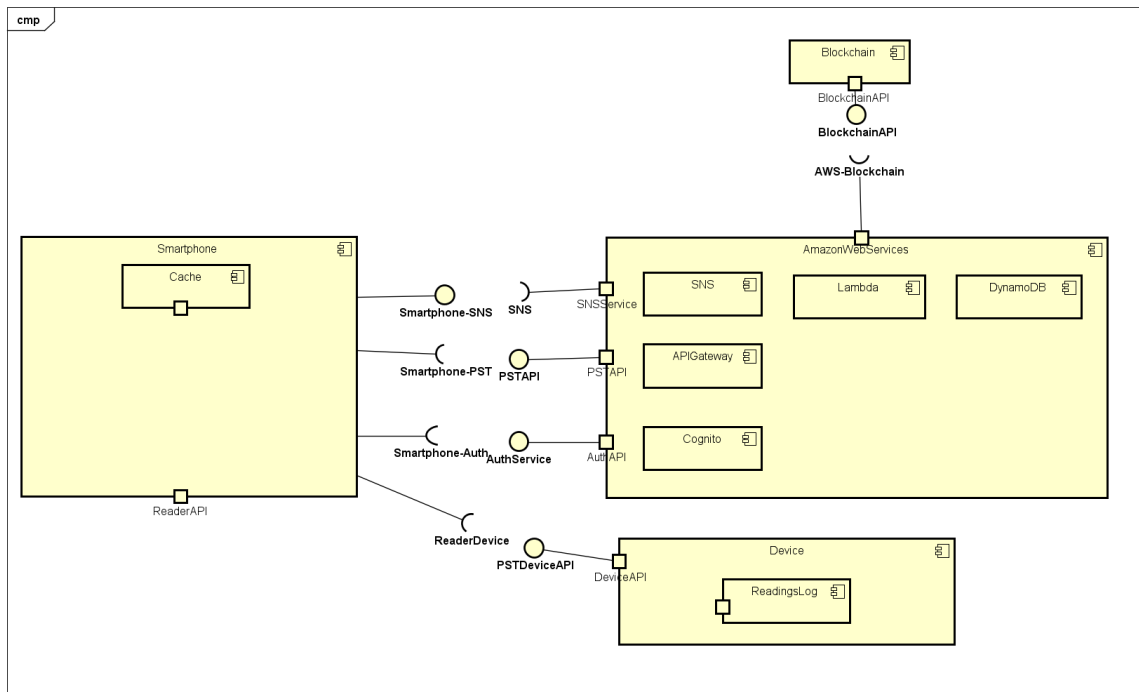 cmp
Blockchain
BlockchainAPI
BlockchainAPI
AWS-Blockchain
Smartphone
Cache
ReaderAPI
Smartphone-SNS
SNS
SNSService
Smartphone-PST
PSTAPI
PSTAPI
Smartphone-Auth
AuthService
AuthAPI
AmazonWebServices
SNS
Lambda
DynamoDB
APIGateway
Cognito
ReaderDevice
PSTDeviceAPI
DeviceAPI
Device
ReadingsLog